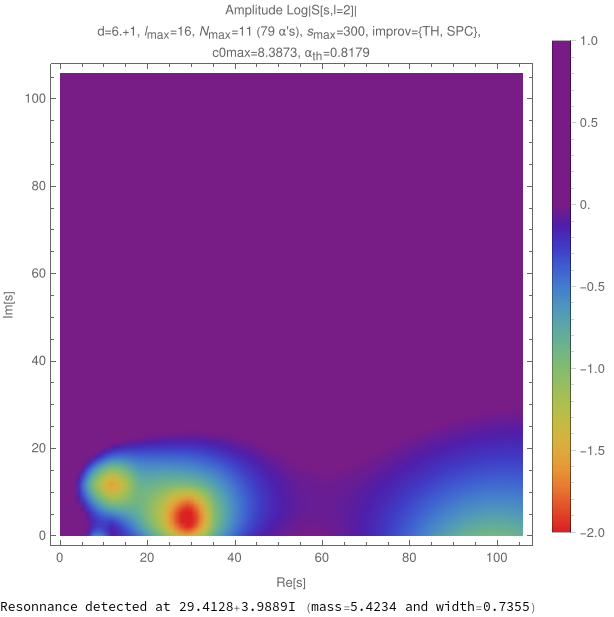 Amplitude Log|S[s,l=2]|
d=6.+1, lmax=16, Nmax=11 (79 α's), smax=300, improv={TH, SPC},
c0max=8.3873, αth=0.8179
1.0
0.5
0.
-0.5
-1.0
-1.5
-2.0
100
80
60
40
20
0
Im[s]
0 20 40 60 80 100
Re[s]
Resonnance detected at 29.4128+3.9889I (mass=5.4234 and width=0.7355)